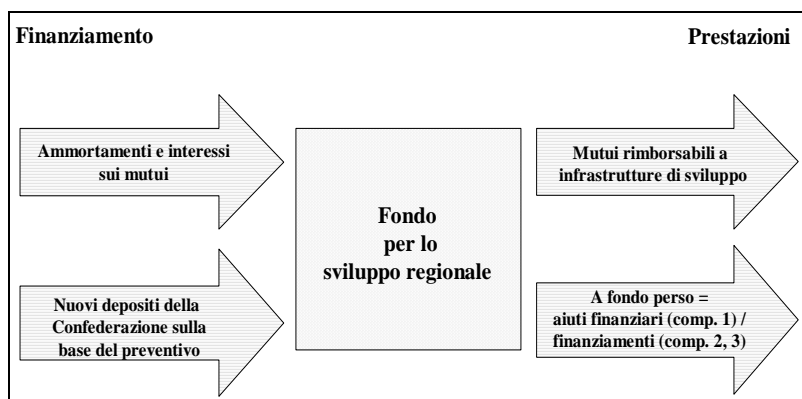 Finanziamento
Prestazioni
Ammortamenti e interessi
sui mutui
Nuovi depositi della
Confederazione sulla
base del preventivo
Fondo
per lo
sviluppo regionale
Mutui rimborsabili a
infrastrutture di sviluppo
A fondo perso =
aiuti finanziari (comp. 1) /
finanziamenti (comp. 2, 3)